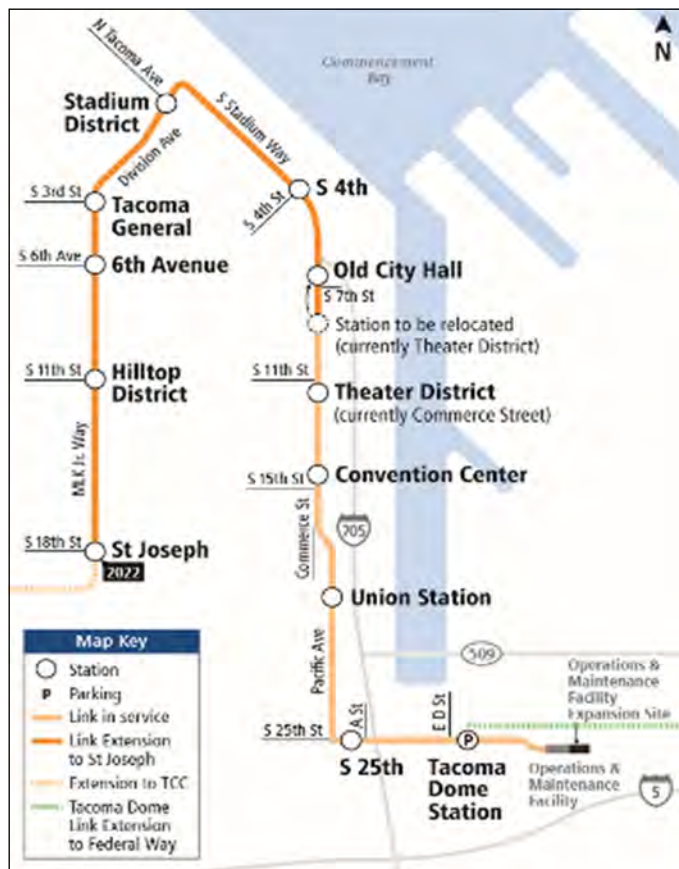 N
Commencement
Bay
N Tacoma Ave
Stadium
District
S Stadium Way
Division Ave
S 3rd St
Tacoma
General
S 4th St
S 4th
S 6th Ave
6th Avenue
Old City Hall
S 7th St
Station to be relocated
(currently Theater District)
S 11th St
Hilltop
District
S 11th St
Theater District
(currently Commerce Street)
MLK Jr. Way
S 15th St
Convention Center
Commerce St
705
S 18th St
St Joseph
2022
Union Station
Pacific Ave
509
Operations &
Maintenance
Facility
Expansion Site
S 25th St
A St
E D St
P
S 25th
Tacoma
Dome
Station
Operations &
Maintenance
Facility
5
Map Key
Station
P Parking
Link in service
Link Extension
to St Joseph
Extension to TCC
Tacoma Dome
Link Extension
to Federal Way